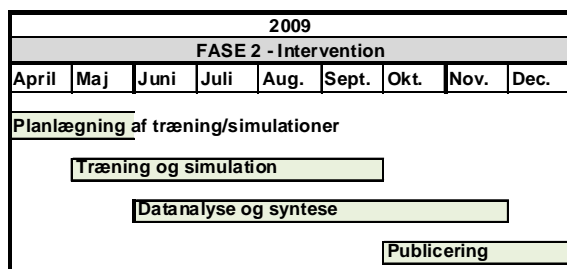 2009
FASE 2 - Intervention
April Maj Juni Juli Aug. Sept. Okt. Nov. Dec.
Planlægning af træning/simulationer
Træning og simulation
Datanalyse og syntese
Publicering